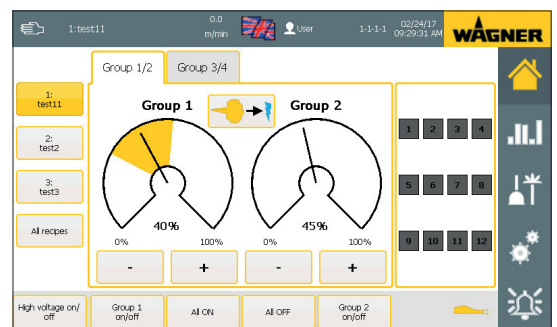 1:test11
0.0
m/min
User
1-1-1-1
02/24/17
09:29:31 AM
WAGNER
Group 1/2
Group 3/4
1:
test11
2:
test2
3:
test3
All recipes
Group 1
Group 2
40%
45%
0%
100%
0%
100%
-
+
-
+
1 2 3 4
5 6 7 8
9 10 11 12
High voltage on/
off
Group 1
on/off
All ON
All OFF
Group 2
on/off